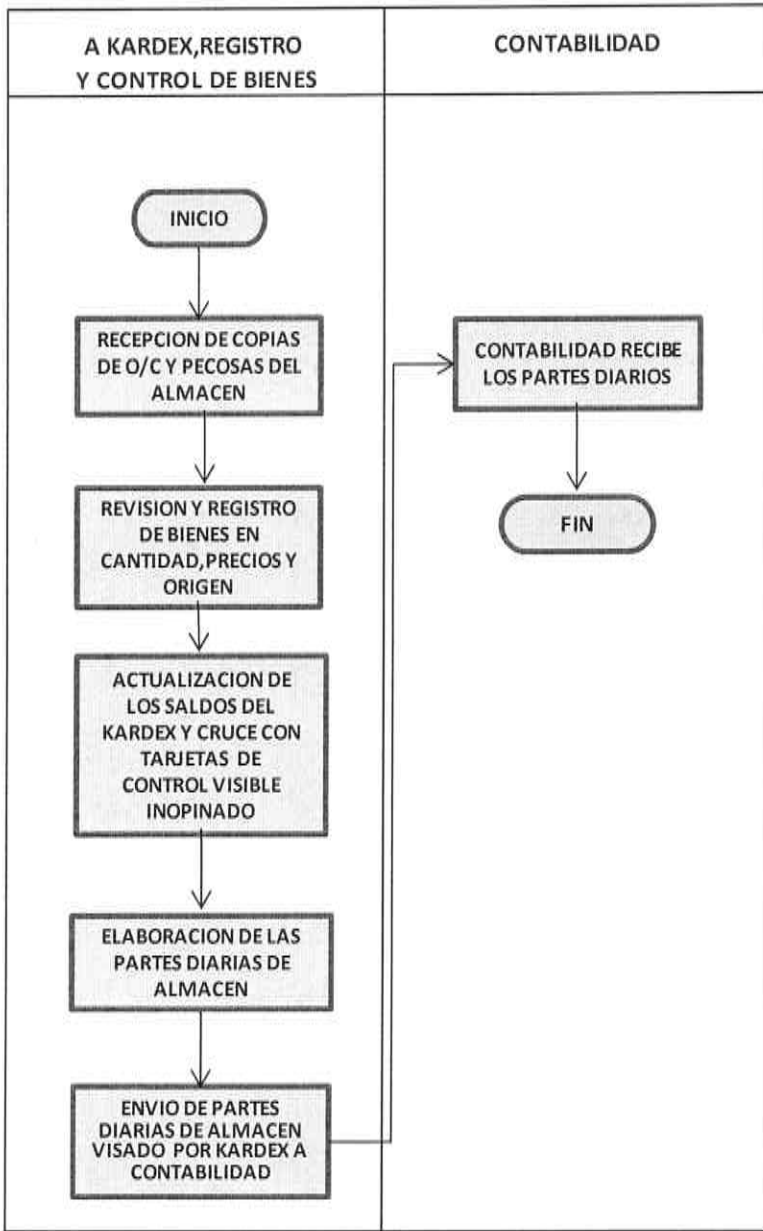 A KARDEX,REGISTRO
Y CONTROL DE BIENES
CONTABILIDAD
INICIO
RECEPCION DE COPIAS
DE O/C Y PECOSAS DEL
ALMACEN
REVISION Y REGISTRO
DE BIENES EN
CANTIDAD,PRECIOS Y
ORIGEN
ACTUALIZACION DE
LOS SALDOS DEL
KARDEX Y CRUCE CON
TARJETAS DE
CONTROL VISIBLE
INOPINADO
ELABORACION DE LAS
PARTES DIARIAS DE
ALMACEN
ENVIO DE PARTES
DIARIAS DE ALMACEN
VISADO POR KARDEX A
CONTABILIDAD
CONTABILIDAD RECIBE
LOS PARTES DIARIOS
FIN